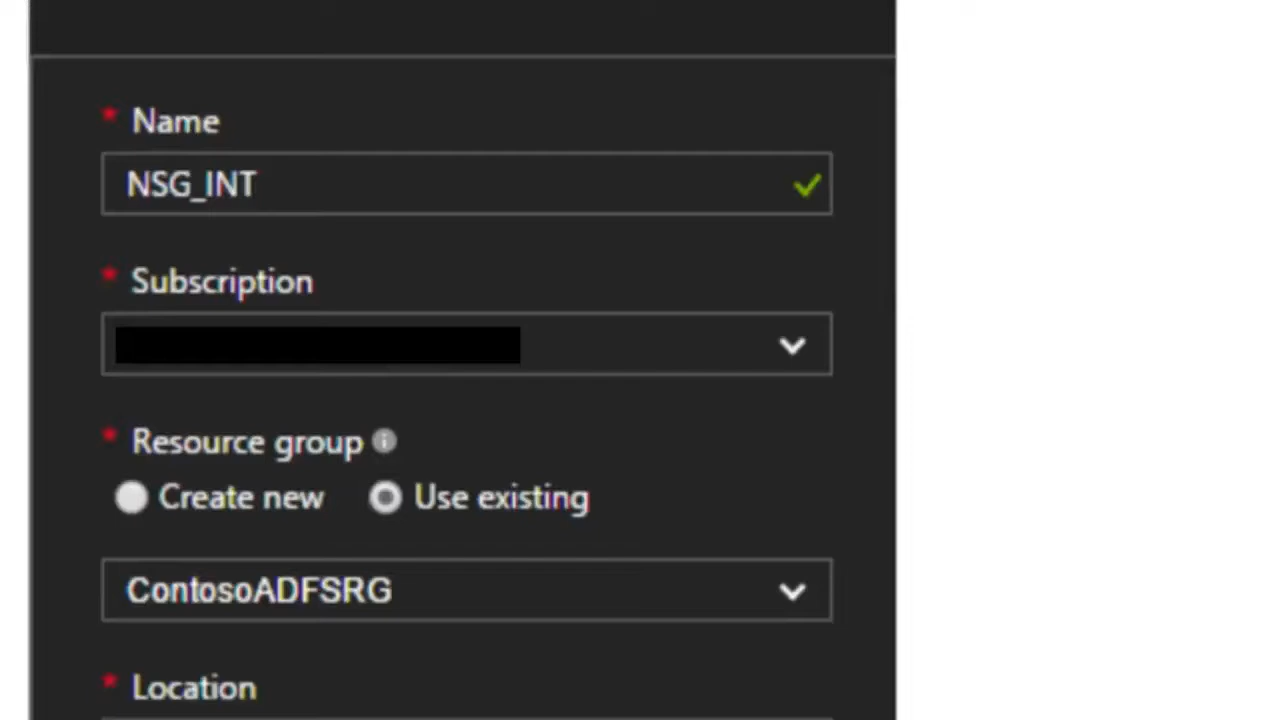 * Name
NSG_INT
* Subscription
* Resource group
Create new Use existing
ContosoADFSRG
* Location